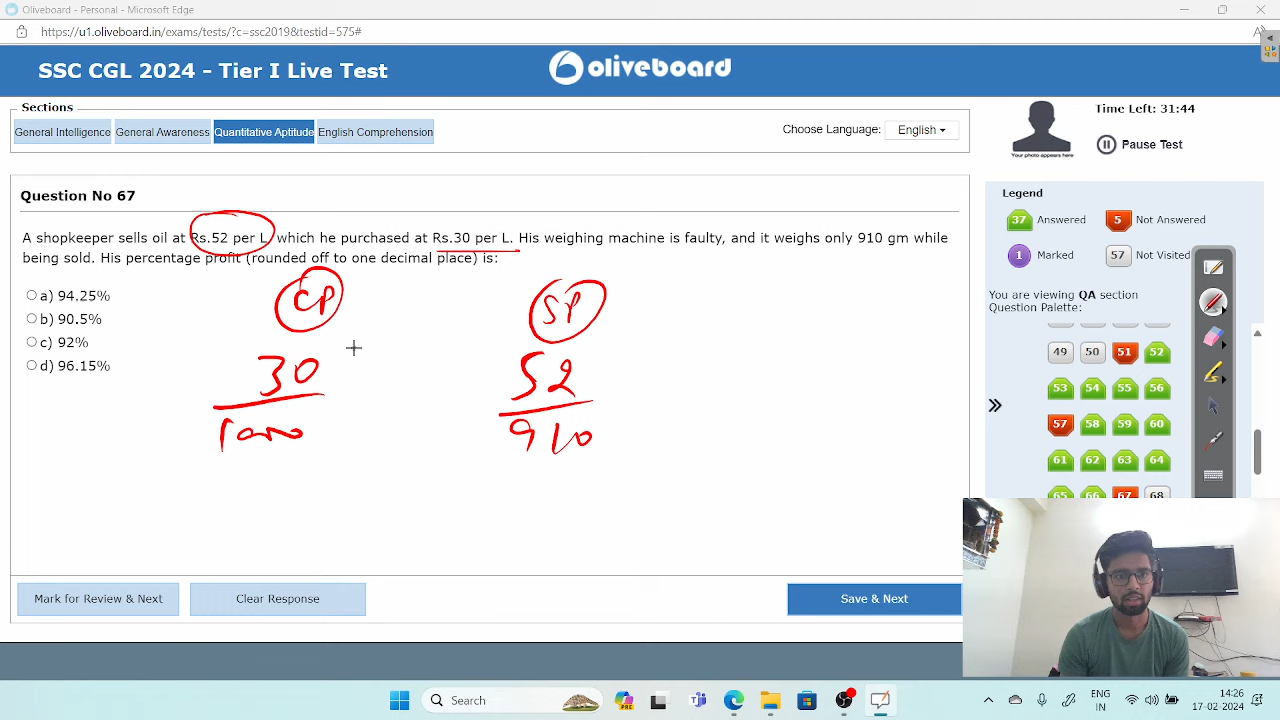 Oliveboard - Personal - Microsoft Edge
https://u1.oliveboard.in/exams/tests/?c=ssc2019&testid=575#
SSC CGL 2024 - Tier I Live Test
oliveboard
Sections
General Intelligence General Awareness Quantitative Aptitude English Comprehension
Choose Language: English
Time Left: 31:44
Your photo appears here
Pause Test
Question No 67
A shopkeeper sells oil at Rs.52 per L, which he purchased at Rs.30 per L. His weighing machine is faulty, and it weighs only 910 gm while
being sold. His percentage profit (rounded off to one decimal place) is:
a) 94.25%
b) 90.5%
c) 92%
d) 96.15%
CP SP
30 52
1000 910
Legend
37 Answered 5 Not Answered
1 Marked 57 Not Visited
You are viewing QA section
Question Palette:
49 50 51 52
53 54 55 56
57 58 59 60
61 62 63 64
65 66 67 68
Mark for Review & Next Clear Response Save & Next
Search
PRE
ENG
IN
14:26
17-02-2024